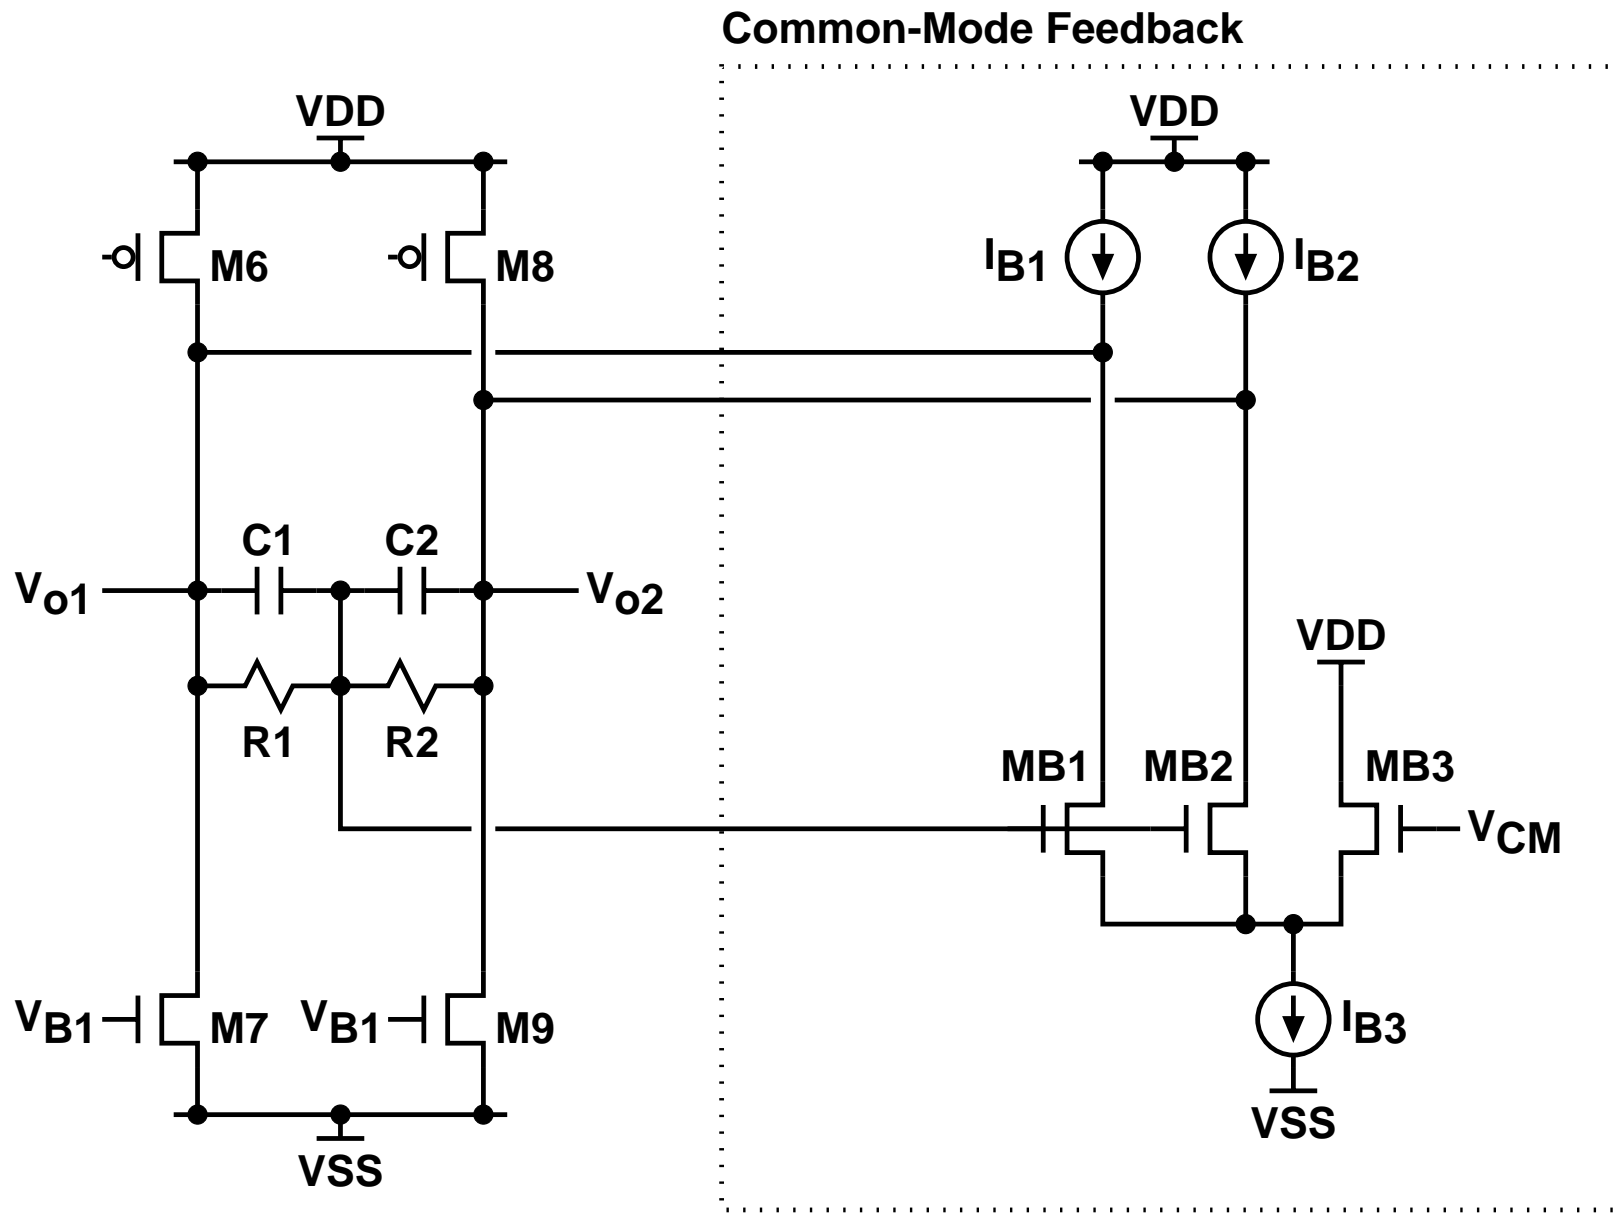 Common-Mode Feedback
VDD VDD
M6 M8 IB1 IB2
C1 C2
Vo1 Vo2
VDD
R1 R2
MB1 MB2 MB3
VCM
VB1 M7 VB1 M9 IB3
VSS
VSS